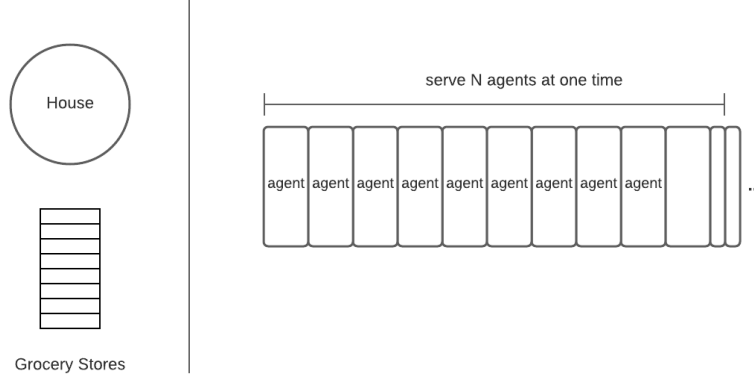 House
Grocery Stores
serve N agents at one time
agent agent agent agent agent agent agent agent agent
..